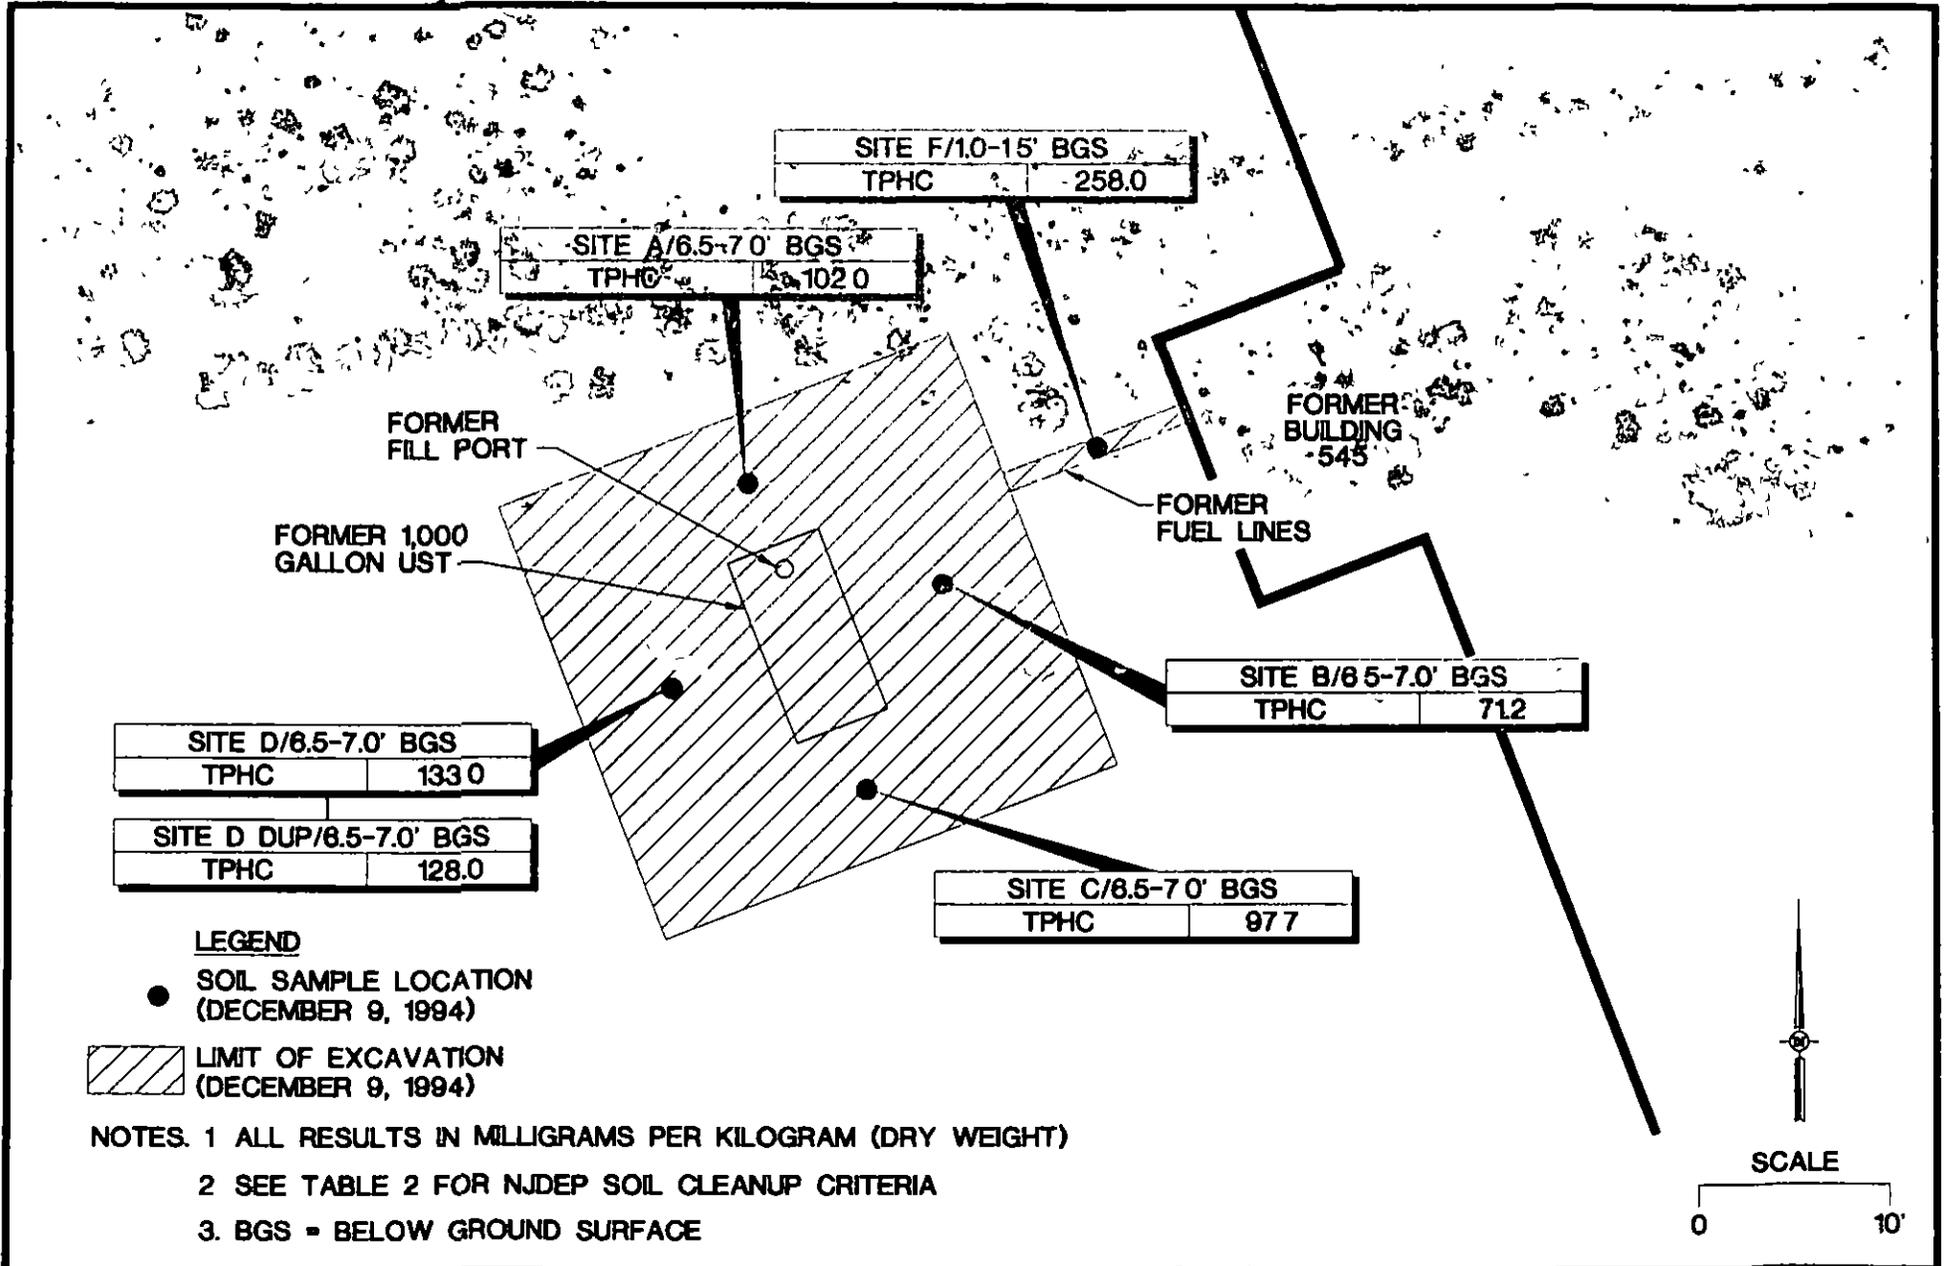 SITE F/1.0-1 5' BGS
TPHC 258.0
SITE A/6.5-7 0' BGS
TPHC 102 0
FORMER
FILL PORT
FORMER
BUILDING
545
FORMER
FUEL LINES
FORMER 1,000
GALLON UST
SITE B/6 5-7.0' BGS
TPHC 71.2
SITE D/6.5-7.0' BGS
TPHC 133 0
SITE D DUP/6.5-7.0' BGS
TPHC 128.0
SITE C/6.5-7 0' BGS
TPHC 97 7
LEGEND
SOIL SAMPLE LOCATION
(DECEMBER 9, 1994)
LIMIT OF EXCAVATION
(DECEMBER 9, 1994)
NOTES. 1 ALL RESULTS IN MILLIGRAMS PER KILOGRAM (DRY WEIGHT)
2 SEE TABLE 2 FOR NJDEP SOIL CLEANUP CRITERIA
3. BGS = BELOW GROUND SURFACE
N
SCALE
0 10'